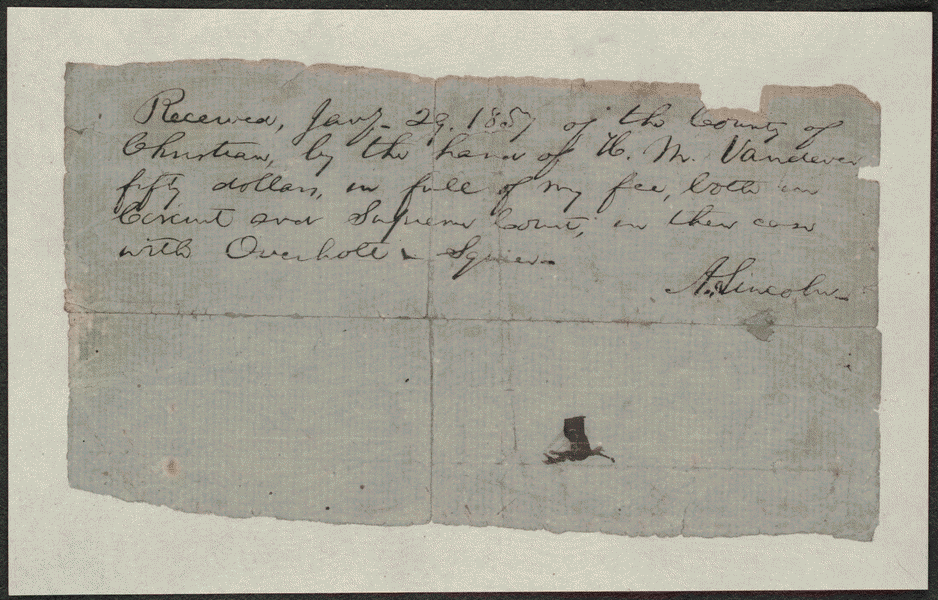 Received, Jany. 29. 1857 of the County of
Christian, by the hand of H. M. Vandever
fifty dollars, in full of my fee, both in
Circuit and Supreme Court, in their case
with Overholt & Squier—
A. Lincoln—